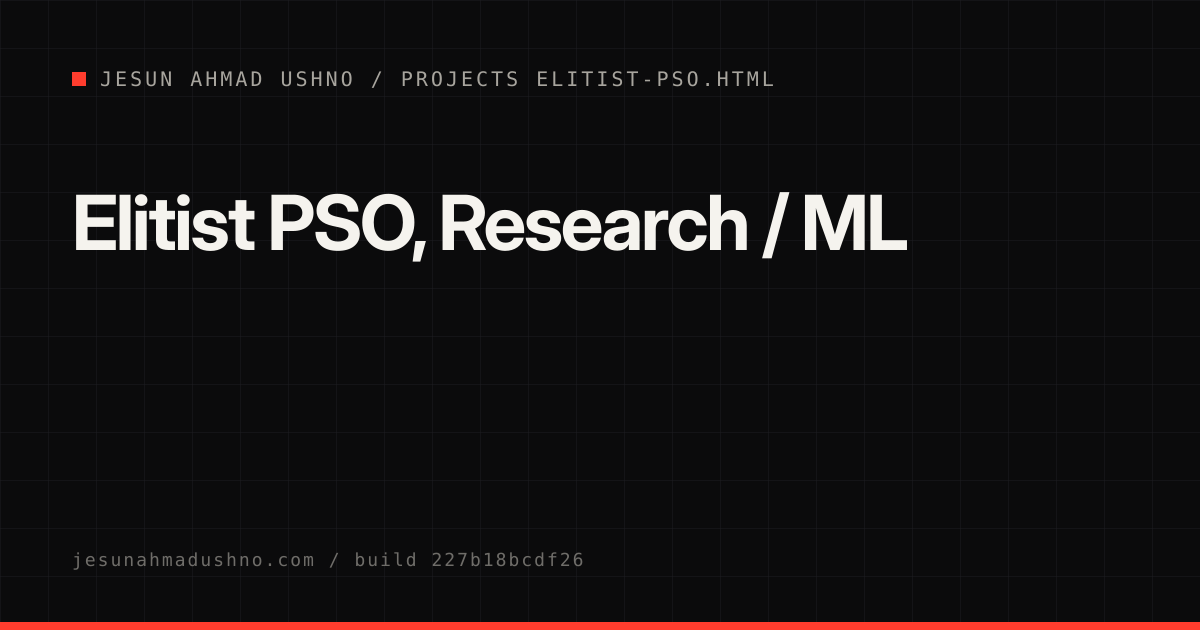 JESUN AHMAD USHNO / PROJECTS ELITIST-PSO.HTML
Elitist PSO, Research / ML
jesunahmadushno.com / build 227b18bcdf26